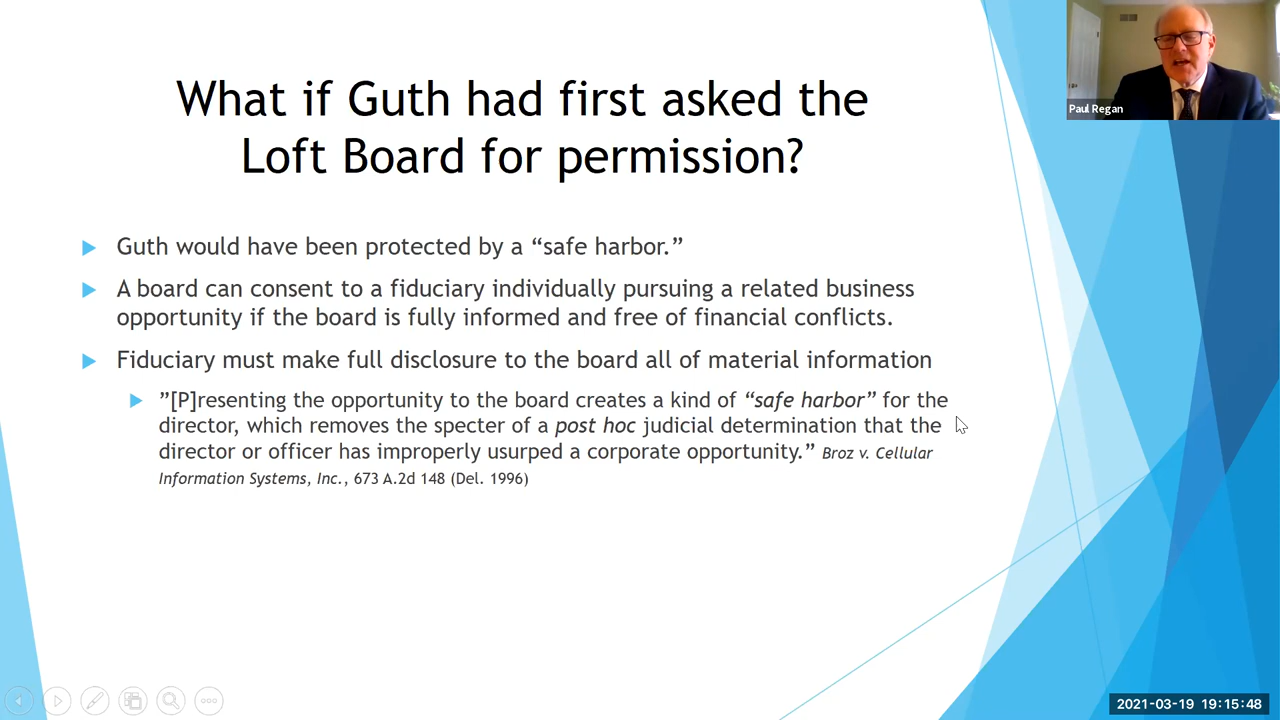 What if Guth had first asked the
Loft Board for permission?
Paul Regan
Guth would have been protected by a “safe harbor.”
A board can consent to a fiduciary individually pursuing a related business
opportunity if the board is fully informed and free of financial conflicts.
Fiduciary must make full disclosure to the board all of material information
”[P]resenting the opportunity to the board creates a kind of “safe harbor” for the
director, which removes the specter of a post hoc judicial determination that the
director or officer has improperly usurped a corporate opportunity.” Broz v. Cellular
Information Systems, Inc., 673 A.2d 148 (Del. 1996)
2021-03-19 19:15:48